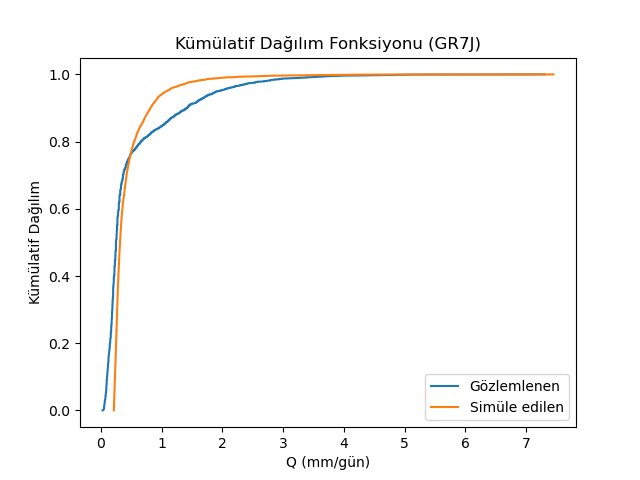 Kümülatif Dağılım Fonksiyonu (GR7J)
1.0
0.8
0.6
0.4
0.2
0.0
Kümülatif Dağılım
Gözlemlenen
Simüle edilen
0 1 2 3 4 5 6 7
Q (mm/gün)